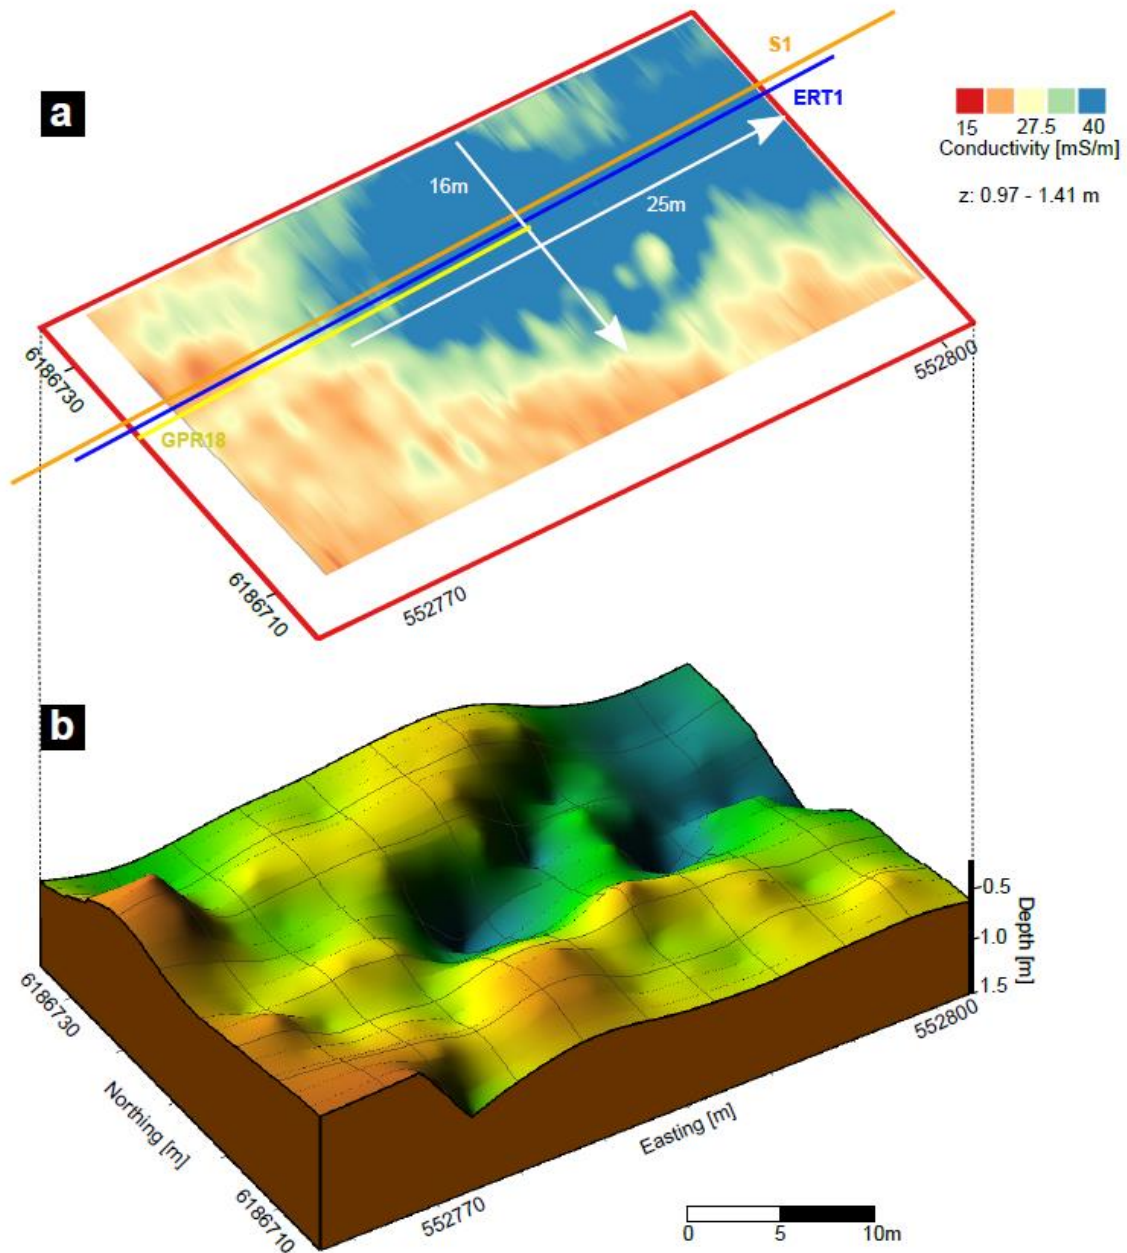 a
S1
ERT1
16m
25m
15 27.5 40
Conductivity [mS/m]
z: 0.97 - 1.41 m
6186730
552800
GPR18
6186710
552770
b
0.5
1.0
1.5
Depth [m]
6186730
552800
Northing [m]
Easting [m]
6186710
552770
0 5 10m